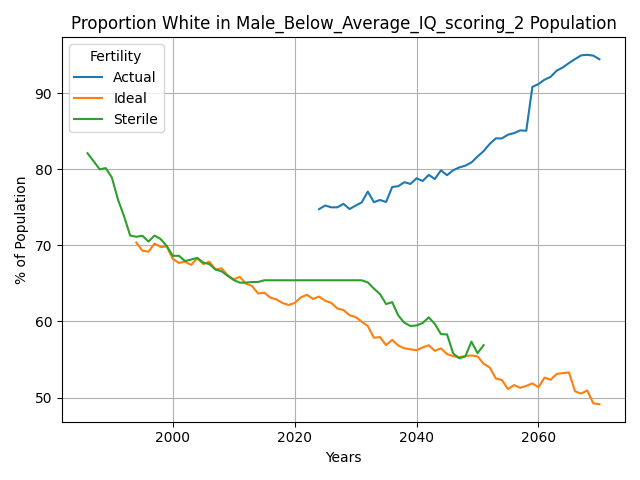 Proportion White in Male_Below_Average_IQ_scoring_2 Population
Fertility
Actual
Ideal
Sterile
% of Population
90
80
70
60
50
2000
2020
2040
2060
Years